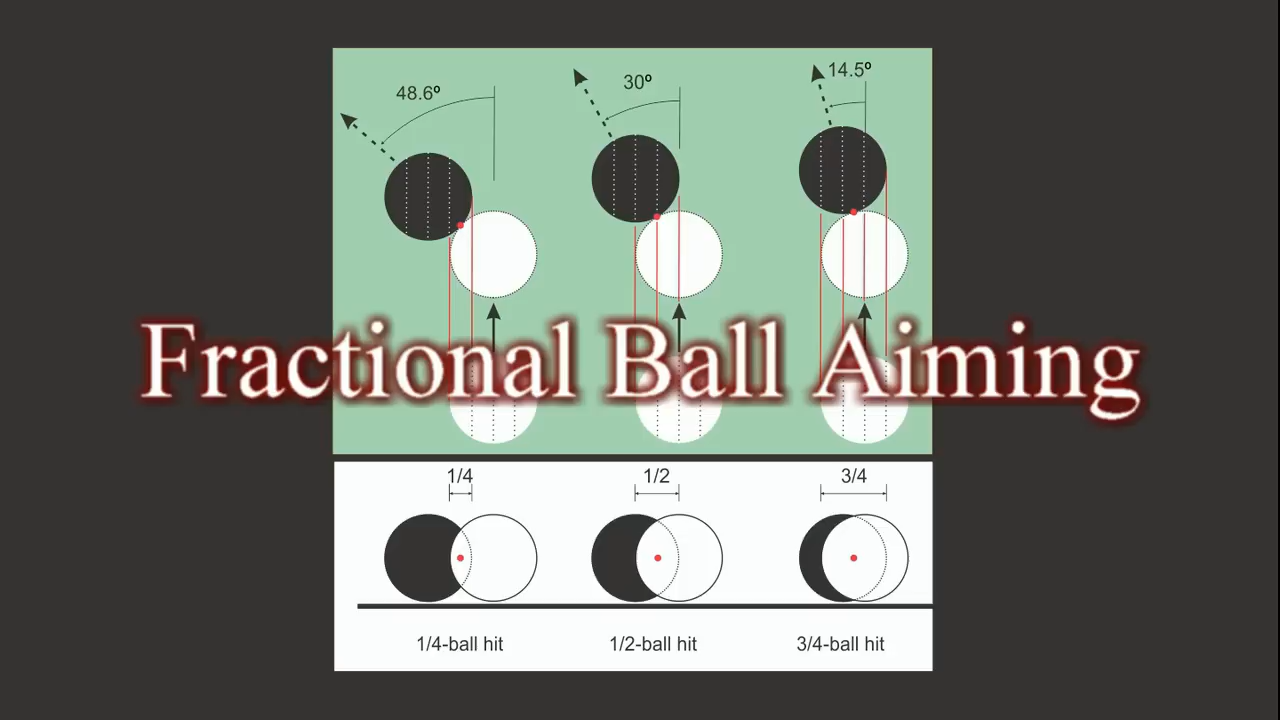 48.6º 30º 14.5º
Fractional Ball Aiming
1/4 1/2 3/4
1/4-ball hit 1/2-ball hit 3/4-ball hit